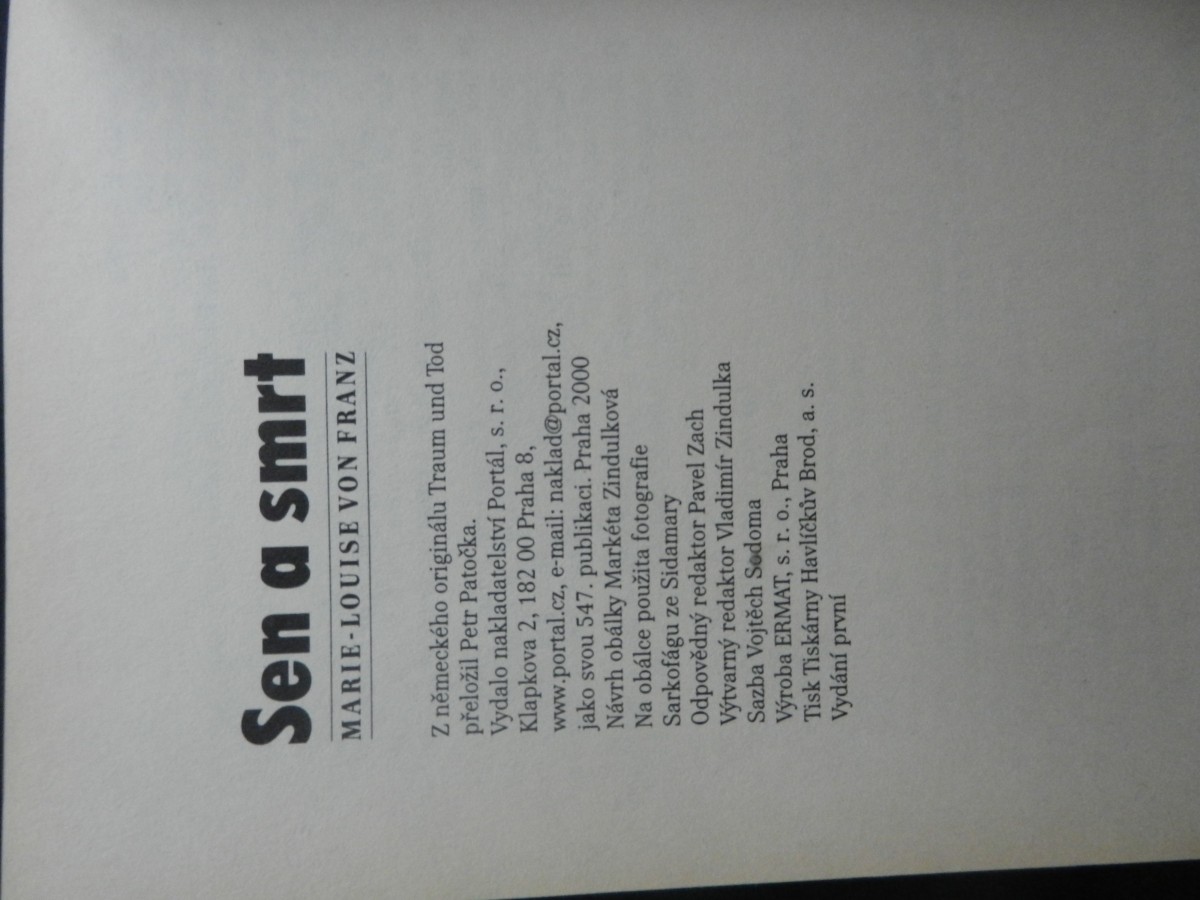 Sen a smrt
MARIE-LOUISE VON FRANZ
Z německého originálu Traum und Tod
přeložil Petr Patočka.
Vydalo nakladatelství Portál, s. r. o.,
Klapkova 2, 182 00 Praha 8,
www.portal.cz, e-mail: naklad@portal.cz,
jako svou 547. publikaci. Praha 2000
Návrh obálky Markéta Zindulková
Na obálce použita fotografie
Sarkofágu ze Sidamary
Odpovědný redaktor Pavel Zach
Výtvarný redaktor Vladimír Zindulka
Sazba Vojtěch Sodoma
Výroba ERMAT, s. r. o., Praha
Tisk Tiskárny Havlíčkův Brod, a. s.
Vydání první